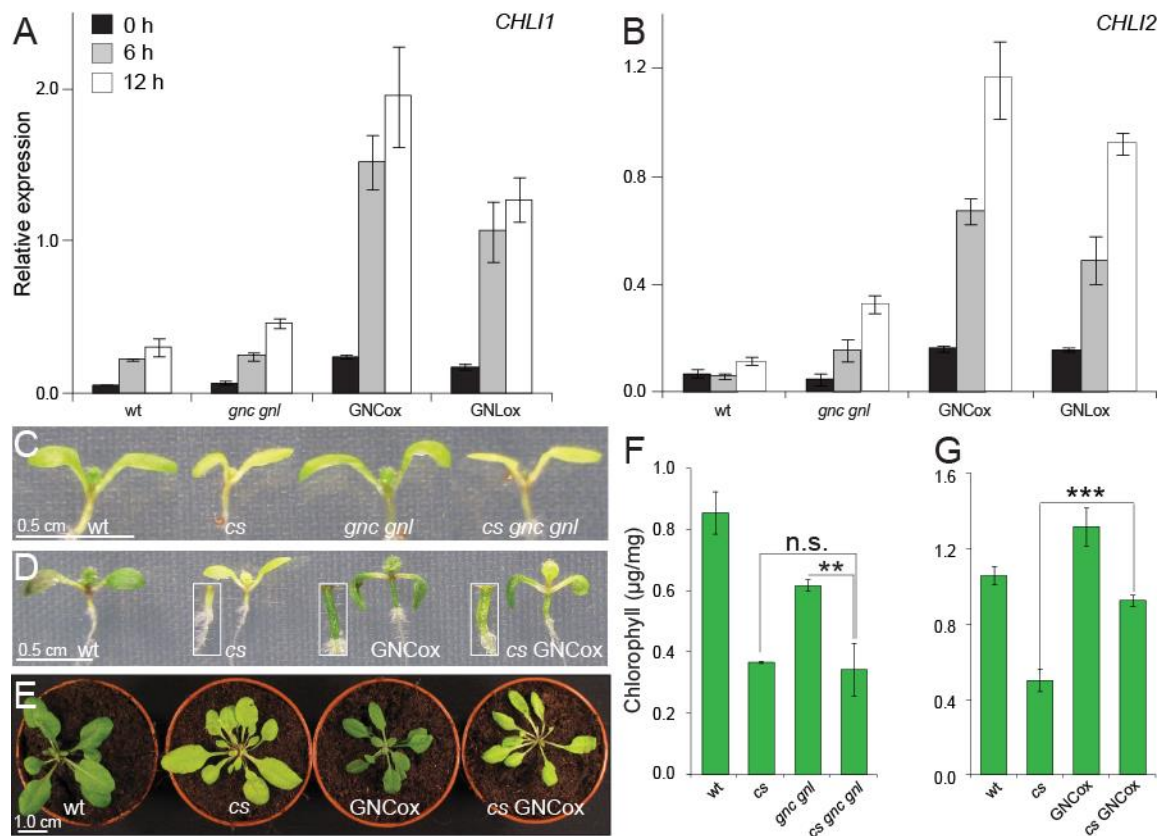 A
CHLI1
0 h
6 h
12 h
Relative expression
2.0
1.0
0.0
wt
gnc gnl
GNCox
GNLox
B
CHLI2
1.2
0.8
0.4
0.0
wt
gnc gnl
GNCox
GNLox
C
0.5 cm
wt
cs
gnc gnl
cs gnc gnl
D
0.5 cm
wt
cs
GNCox
cs GNCox
E
1.0 cm
wt
cs
GNCox
cs GNCox
F
Chlorophyll (µg/mg)
1.0
0.8
0.6
0.4
0.2
0.0
n.s.
**
wt
cs
gnc gnl
cs gnc gnl
G
1.6
1.2
0.8
0.4
0.0
***
wt
cs
GNCox
cs GNCox